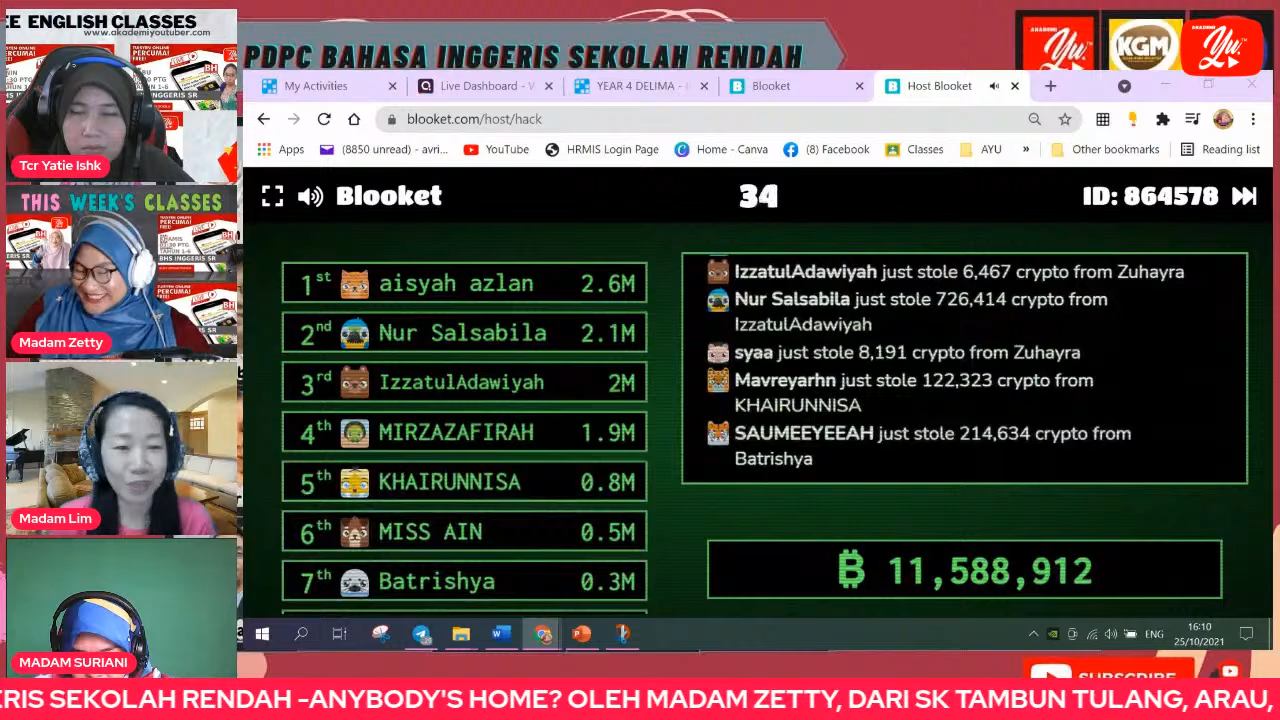 EE ENGLISH CLASSES
www.akademiyoutuber.com
Tcr Yatie Ishk
THIS WEEK'S CLASSES
Madam Zetty
Madam Lim
MADAM SURIANI
PDPC BAHASA INGGERIS SEKOLAH RENDAH
AKADEMI
Yu
KGM
AKADEMI
Yu
My Activities
Live Dashboard - V
YEAR 4 DELIMA -
Blooket
Host Blooket
blooket.com/host/hack
Apps
(8850 unread) - avri...
YouTube
HRMIS Login Page
Home - Canva
(8) Facebook
Classes
AYU
»
Other bookmarks
Reading list
Blooket
34
ID: 864578
1st aisyah azlan 2.6M
2nd Nur Salsabila 2.1M
3rd IzzatulAdawiyah 2M
4th MIRZAZAFIRAH 1.9M
5th KHAIRUNNISA 0.8M
6th MISS AIN 0.5M
7th Batrishya 0.3M
IzzatulAdawiyah just stole 6,467 crypto from Zuhayra
Nur Salsabila just stole 726,414 crypto from
IzzatulAdawiyah
syaa just stole 8,191 crypto from Zuhayra
Mavreyarhn just stole 122,323 crypto from
KHAIRUNNISA
SAUMEEYEEAH just stole 214,634 crypto from
Batrishya
₿ 11,588,912
ENG
16:10
25/10/2021
SUBSCRIBE
ERIS SEKOLAH RENDAH -ANYBODY'S HOME? OLEH MADAM ZETTY, DARI SK TAMBUN TULANG, ARAU,